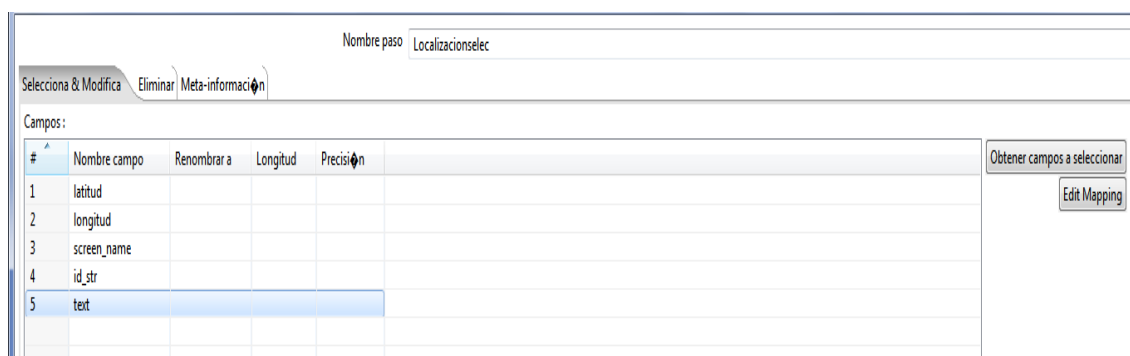 Nombre paso Localizacionselec
Selecciona & Modifica Eliminar Meta-informaci�n
Campos :
# Nombre campo Renombrar a Longitud Precisi�n
Obtener campos a seleccionar
1 latitud
Edit Mapping
2 longitud
3 screen_name
4 id_str
5 text